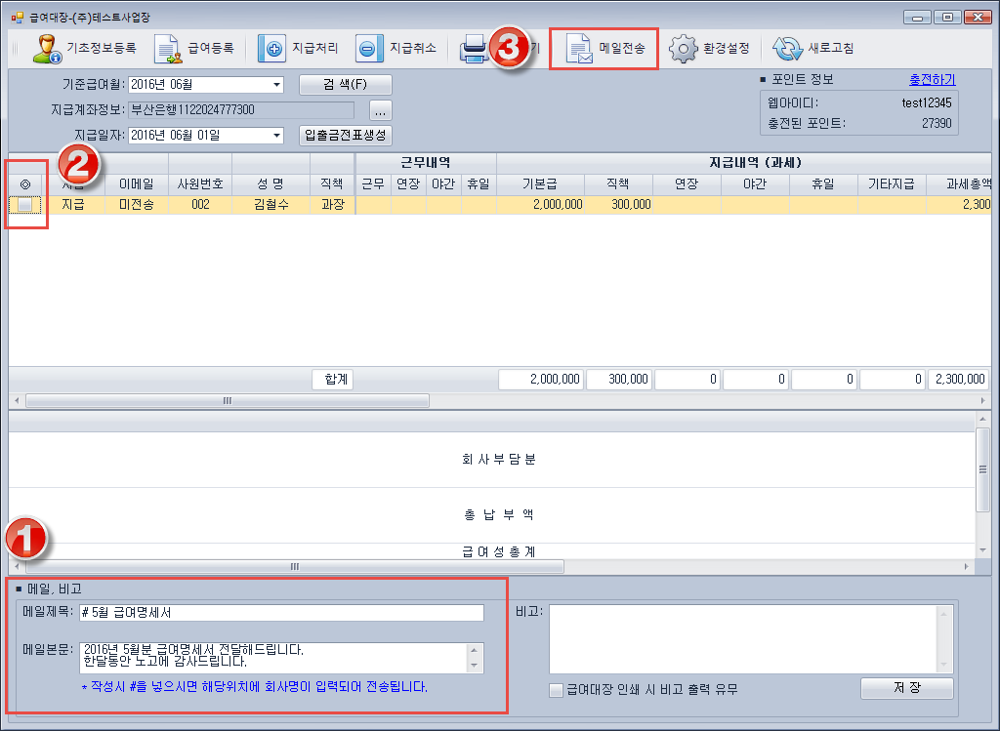 급여대장-(주)테스트사업장
기초정보등록 급여등록 지급처리 지급취소 3 기 메일전송 환경설정 새로고침
기준급여월: 2016년 06월 검 색(F)
■ 포인트 정보 충전하기
지급계좌정보: 부산은행1122024777300 ...
웹아이디: test12345
지급일자: 2016년 06월 01일 입출금전표생성
충전된 포인트: 27390
2
근무내역 지급내역 (과세)
◎ 지급 이메일 사원번호 성 명 직책 근무 연장 야간 휴일 기본급 직책 연장 야간 휴일 기타지급 과세총액
지급 미전송 002 김철수 과장 2,000,000 300,000 2,300
합계 2,000,000 300,000 0 0 0 0 2,300,000
회 사 부 담 분
총 납 부 액
급 여 성 총 계
1
■ 메일, 비고
메일제목: # 5월 급여명세서
비고:
메일본문: 2016년 5월분 급여명세서 전달해드립니다.
한달동안 노고에 감사드립니다.
* 작성시 #을 넣으시면 해당위치에 회사명이 입력되어 전송됩니다.
급여대장 인쇄 시 비고 출력 유무 저 장